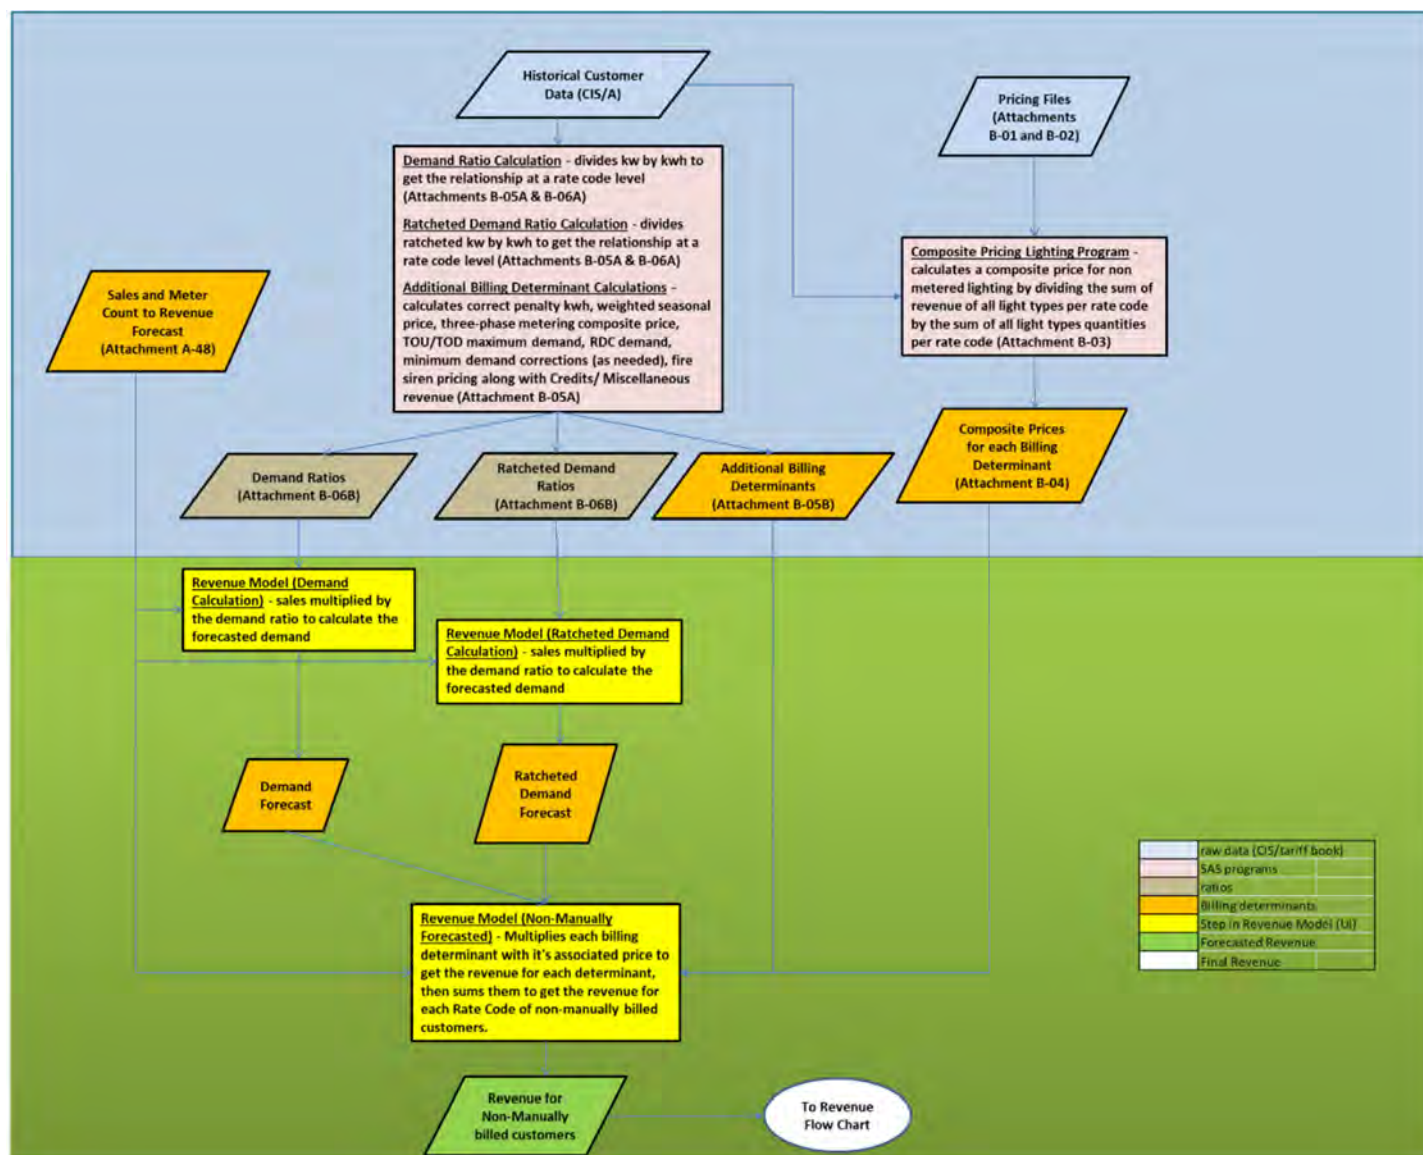 Historical Customer
Data (CIS/A)
Pricing Files
(Attachments
B-01 and B-02)
Demand Ratio Calculation - divides kw by kwh to
get the relationship at a rate code level
(Attachments B-05A & B-06A)
Ratcheted Demand Ratio Calculation - divides
ratcheted kw by kwh to get the relationship at a
rate code level (Attachments B-05A & B-06A)
Additional Billing Determinant Calculations -
calculates correct penalty kwh, weighted seasonal
price, three-phase metering composite price,
TOU/TOD maximum demand, RDC demand,
minimum demand corrections (as needed), fire
siren pricing along with Credits/ Miscellaneous
revenue (Attachment B-05A)
Composite Pricing Lighting Program -
calculates a composite price for non
metered lighting by dividing the sum of
revenue of all light types per rate code
by the sum of all light types quantities
per rate code (Attachment B-03)
Sales and Meter
Count to Revenue
Forecast
(Attachment A-48)
Demand Ratios
(Attachment B-06B)
Ratcheted Demand
Ratios
(Attachment B-06B)
Additional Billing
Determinants
(Attachment B-05B)
Composite Prices
for each Billing
Determinant
(Attachment B-04)
Revenue Model (Demand
Calculation) - sales multiplied by
the demand ratio to calculate the
forecasted demand
Revenue Model (Ratcheted Demand
Calculation) - sales multiplied by
the demand ratio to calculate the
forecasted demand
Demand
Forecast
Ratcheted
Demand
Forecast
raw data (CIS/tariff book)
SAS programs
ratios
Billing determinants
Step in Revenue Model (UI)
Forecasted Revenue
Final Revenue
Revenue Model (Non-Manually
Forecasted) - Multiplies each billing
determinant with it's associated price to
get the revenue for each determinant,
then sums them to get the revenue for
each Rate Code of non-manually billed
customers.
Revenue for
Non-Manually
billed customers
To Revenue
Flow Chart